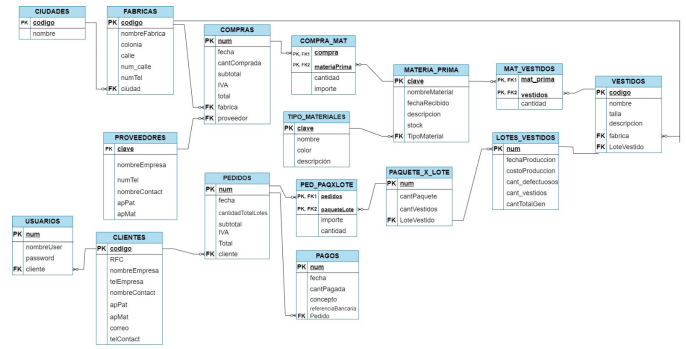 CIUDADES
PK codigo
nombre
FABRICAS
PK codigo
nombreFabrica
colonia
calle
num_calle
numTel
FK ciudad
COMPRAS
PK num
fecha
cantComprada
subtotal
IVA
total
FK fabrica
FK proveedor
COMPRA_MAT
PK, FK1 compra
PK, FK2 materiaPrima
cantidad
importe
MATERIA_PRIMA
PK clave
nombreMaterial
fechaRecibido
descripcion
stock
FK TipoMaterial
MAT_VESTIDOS
PK, FK1 mat_prima
PK, FK2 vestidos
cantidad
VESTIDOS
PK codigo
nombre
talla
descripcion
FK fabrica
FK LoteVestido
PROVEEDORES
PK clave
nombreEmpresa
numTel
nombreContact
apPat
apMat
TIPO_MATERIALES
PK clave
nombre
color
descripción
LOTES_VESTIDOS
PK num
fechaProduccion
costoProduccion
cant_defectuosos
cant_vestidos
cantTotalGen
PEDIDOS
PK num
fecha
cantidadTotalLotes
subtotal
IVA
Total
FK cliente
PED_PAQXLOTE
PK, FK1 pedidos
PK, FK2 paqueteLote
importe
cantidad
PAQUETE_X_LOTE
PK num
cantPaquete
cantVestidos
FK LoteVestido
USUARIOS
PK num
nombreUser
password
FK cliente
CLIENTES
PK codigo
RFC
nombreEmpresa
telEmpresa
nombreContact
apPat
apMat
correo
telContact
PAGOS
PK num
fecha
cantPagada
concepto
referenciaBancaria
FK Pedido